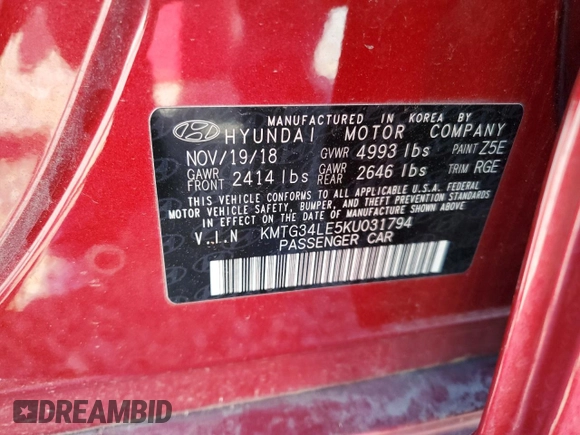 MANUFACTURED IN KOREA BY
HYUNDAI MOTOR COMPANY
NOV/19/18 GVWR 4993 lbs PAINT Z5E
GAWR FRONT 2414 lbs GAWR REAR 2646 lbs TRIM RGE
THIS VEHICLE CONFORMS TO ALL APPLICABLE U.S.A. FEDERAL
MOTOR VEHICLE SAFETY, BUMPER, AND THEFT PREVENTION STANDARDS
IN EFFECT ON THE DATE OF MANUFACTURE SHOWN ABOVE.
V.I.N KMTG34LE5KU031794
PASSENGER CAR
DREAMBID